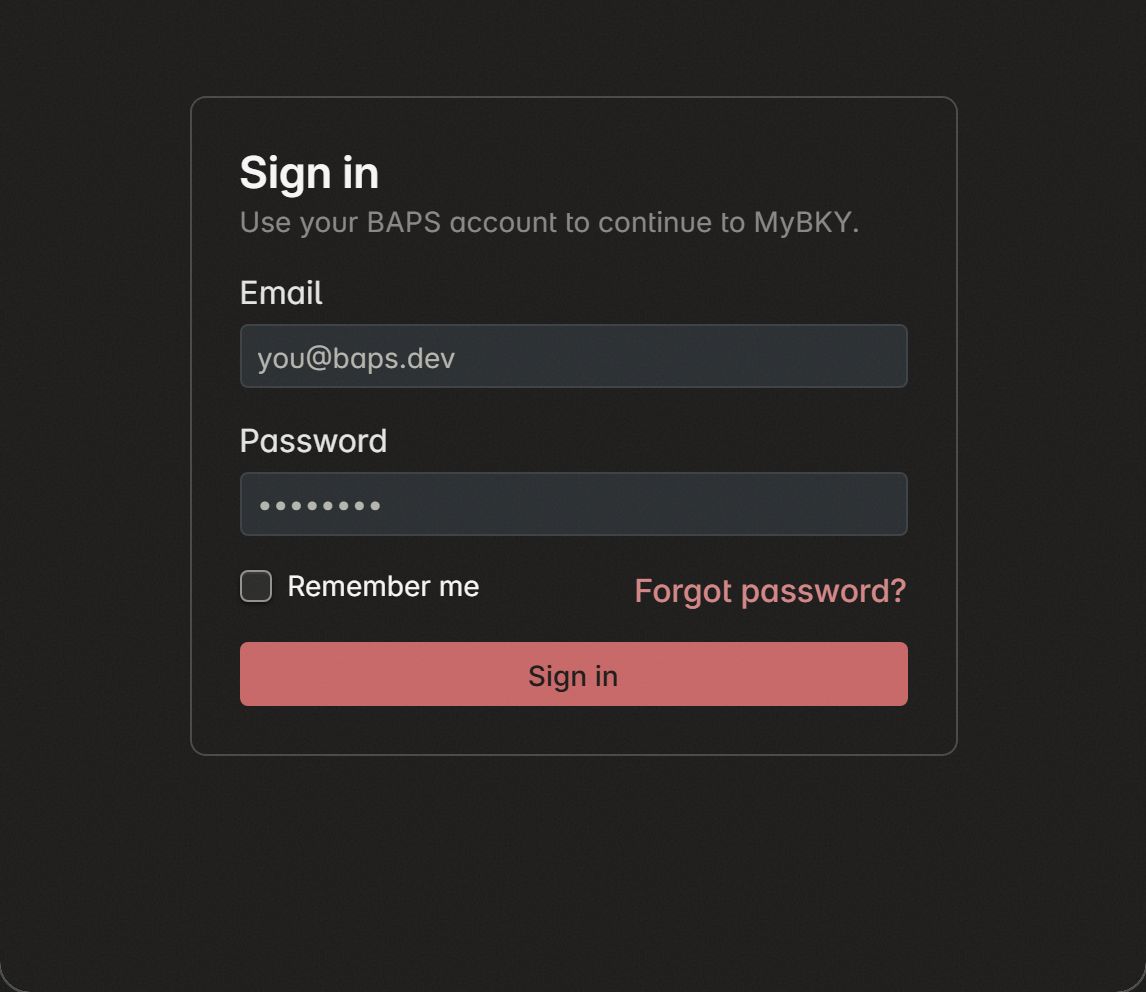 Sign in
Use your BAPS account to continue to MyBKY.
Email
you@baps.dev
Password
••••••••
Remember me
Forgot password?
Sign in